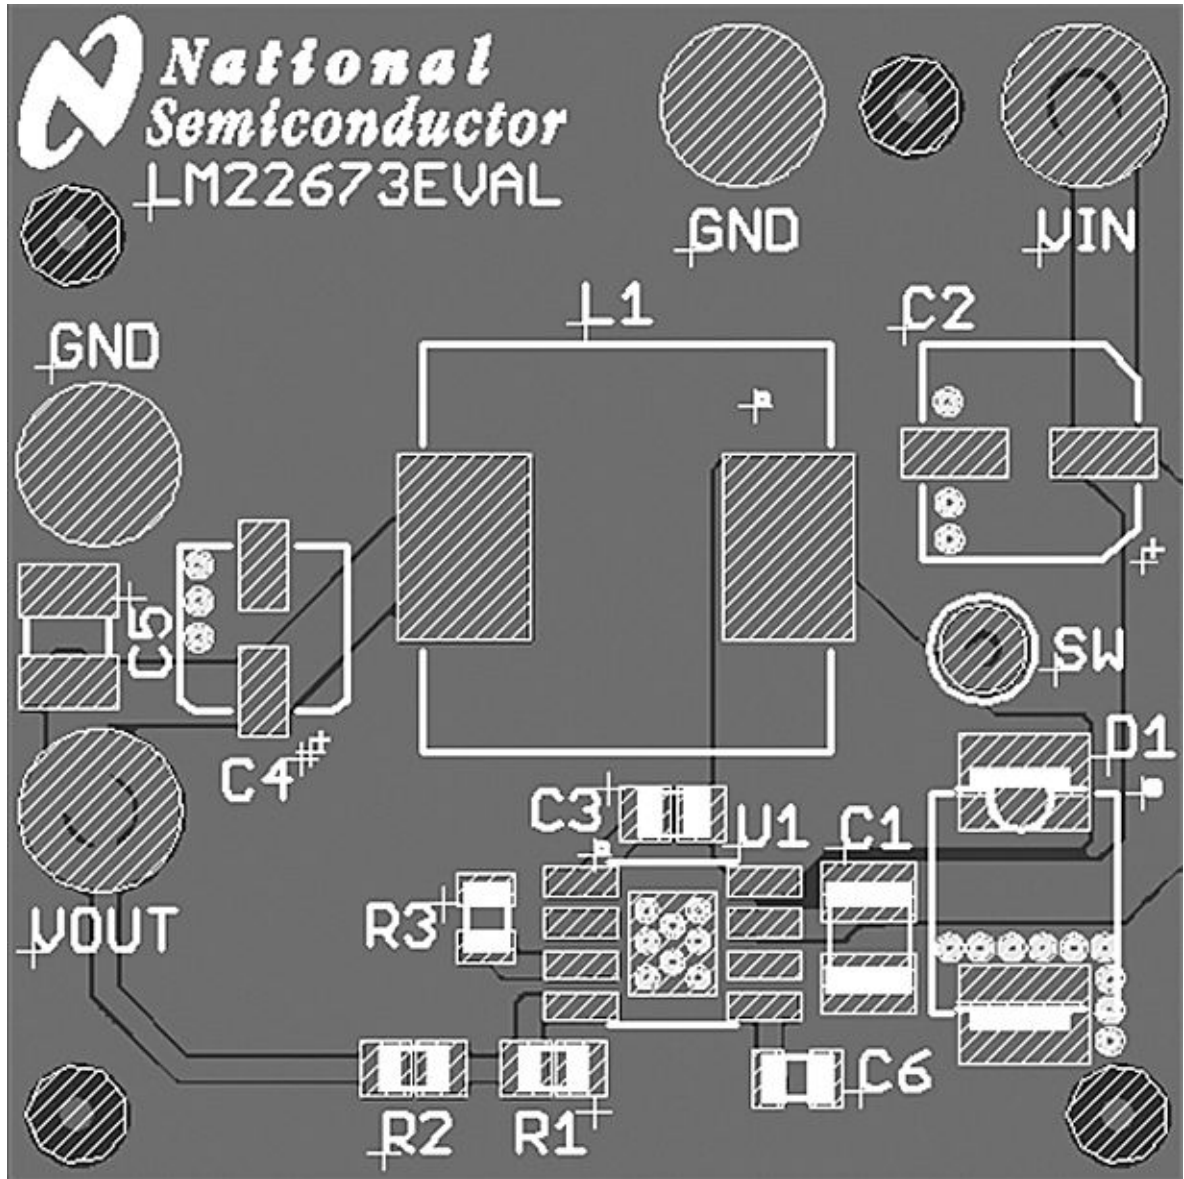 National
Semiconductor
LM22673EVAL
GND
VIN
L1
C2
GND
C5
SW
D1
C4
C3
U1
C1
R3
VOUT
C6
R2
R1